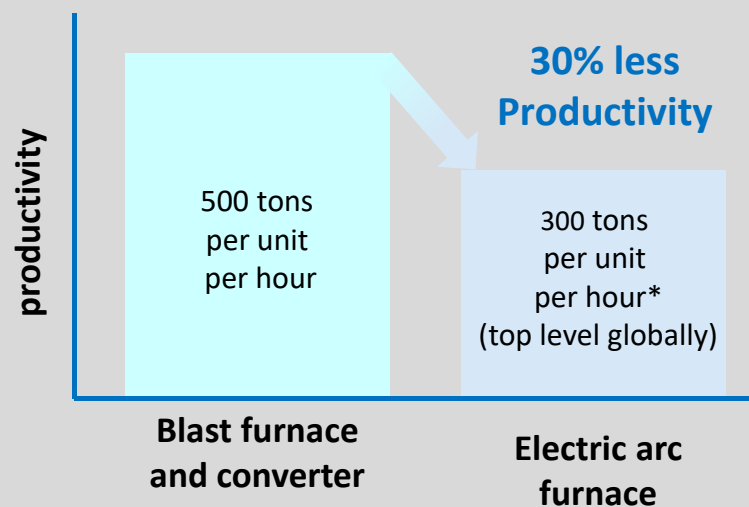 30% less
Productivity
productivity
500 tons
per unit
per hour
300 tons
per unit
per hour*
(top level globally)
Blast furnace
and converter
Electric arc
furnace